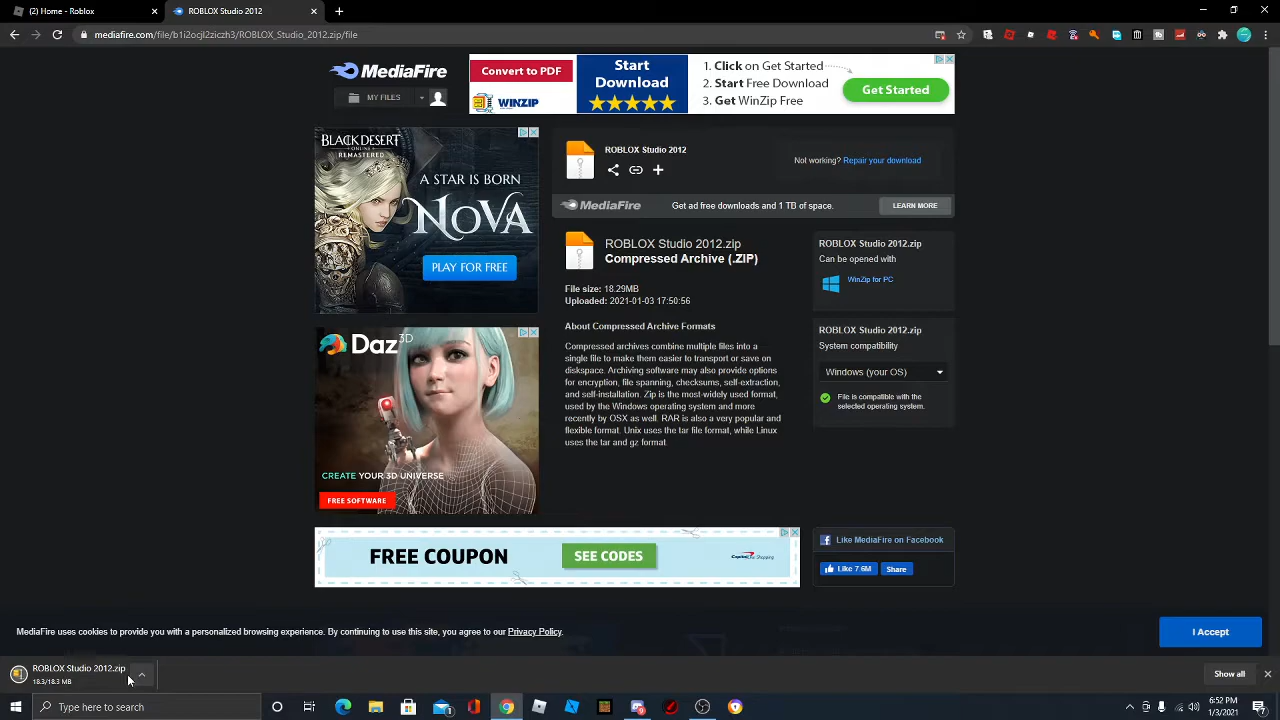 (2) Home - Roblox
ROBLOX Studio 2012
mediafire.com/file/b1i2ocjl2ziczh3/ROBLOX_Studio_2012.zip/file
MediaFire
MY FILES
Convert to PDF
WINZIP
Start
Download
1. Click on Get Started
2. Start Free Download
3. Get WinZip Free
Get Started
BLACK DESERT
ONLINE
REMASTERED
A STAR IS BORN
NOVA
PLAY FOR FREE
ROBLOX Studio 2012
Not working? Repair your download
MediaFire
Get ad free downloads and 1 TB of space.
LEARN MORE
ROBLOX Studio 2012.zip
Compressed Archive (.ZIP)
File size: 18.29MB
Uploaded: 2021-01-03 17:50:56
About Compressed Archive Formats
Compressed archives combine multiple files into a
single file to make them easier to transport or save on
diskspace. Archiving software may also provide options
for encryption, file spanning, checksums, self-extraction,
and self-installation. Zip is the most-widely used format,
used by the Windows operating system and more
recently by OSX as well. RAR is also a very popular and
flexible format. Unix uses the tar file format, while Linux
uses the tar and gz format.
ROBLOX Studio 2012.zip
Can be opened with
WinZip for PC
ROBLOX Studio 2012.zip
System compatibility
Windows (your OS)
File is compatible with the
selected operating system.
Daz 3D
CREATE YOUR 3D UNIVERSE
FREE SOFTWARE
FREE COUPON
SEE CODES
Capital One Shopping
Like MediaFire on Facebook
Like 7.6M
Share
MediaFire uses cookies to provide you with a personalized browsing experience. By continuing to use this site, you agree to our Privacy Policy.
I Accept
ROBLOX Studio 2012.zip
18.3/18.3 MB
Show all
Type here to search
6:52 PM
1/3/2021